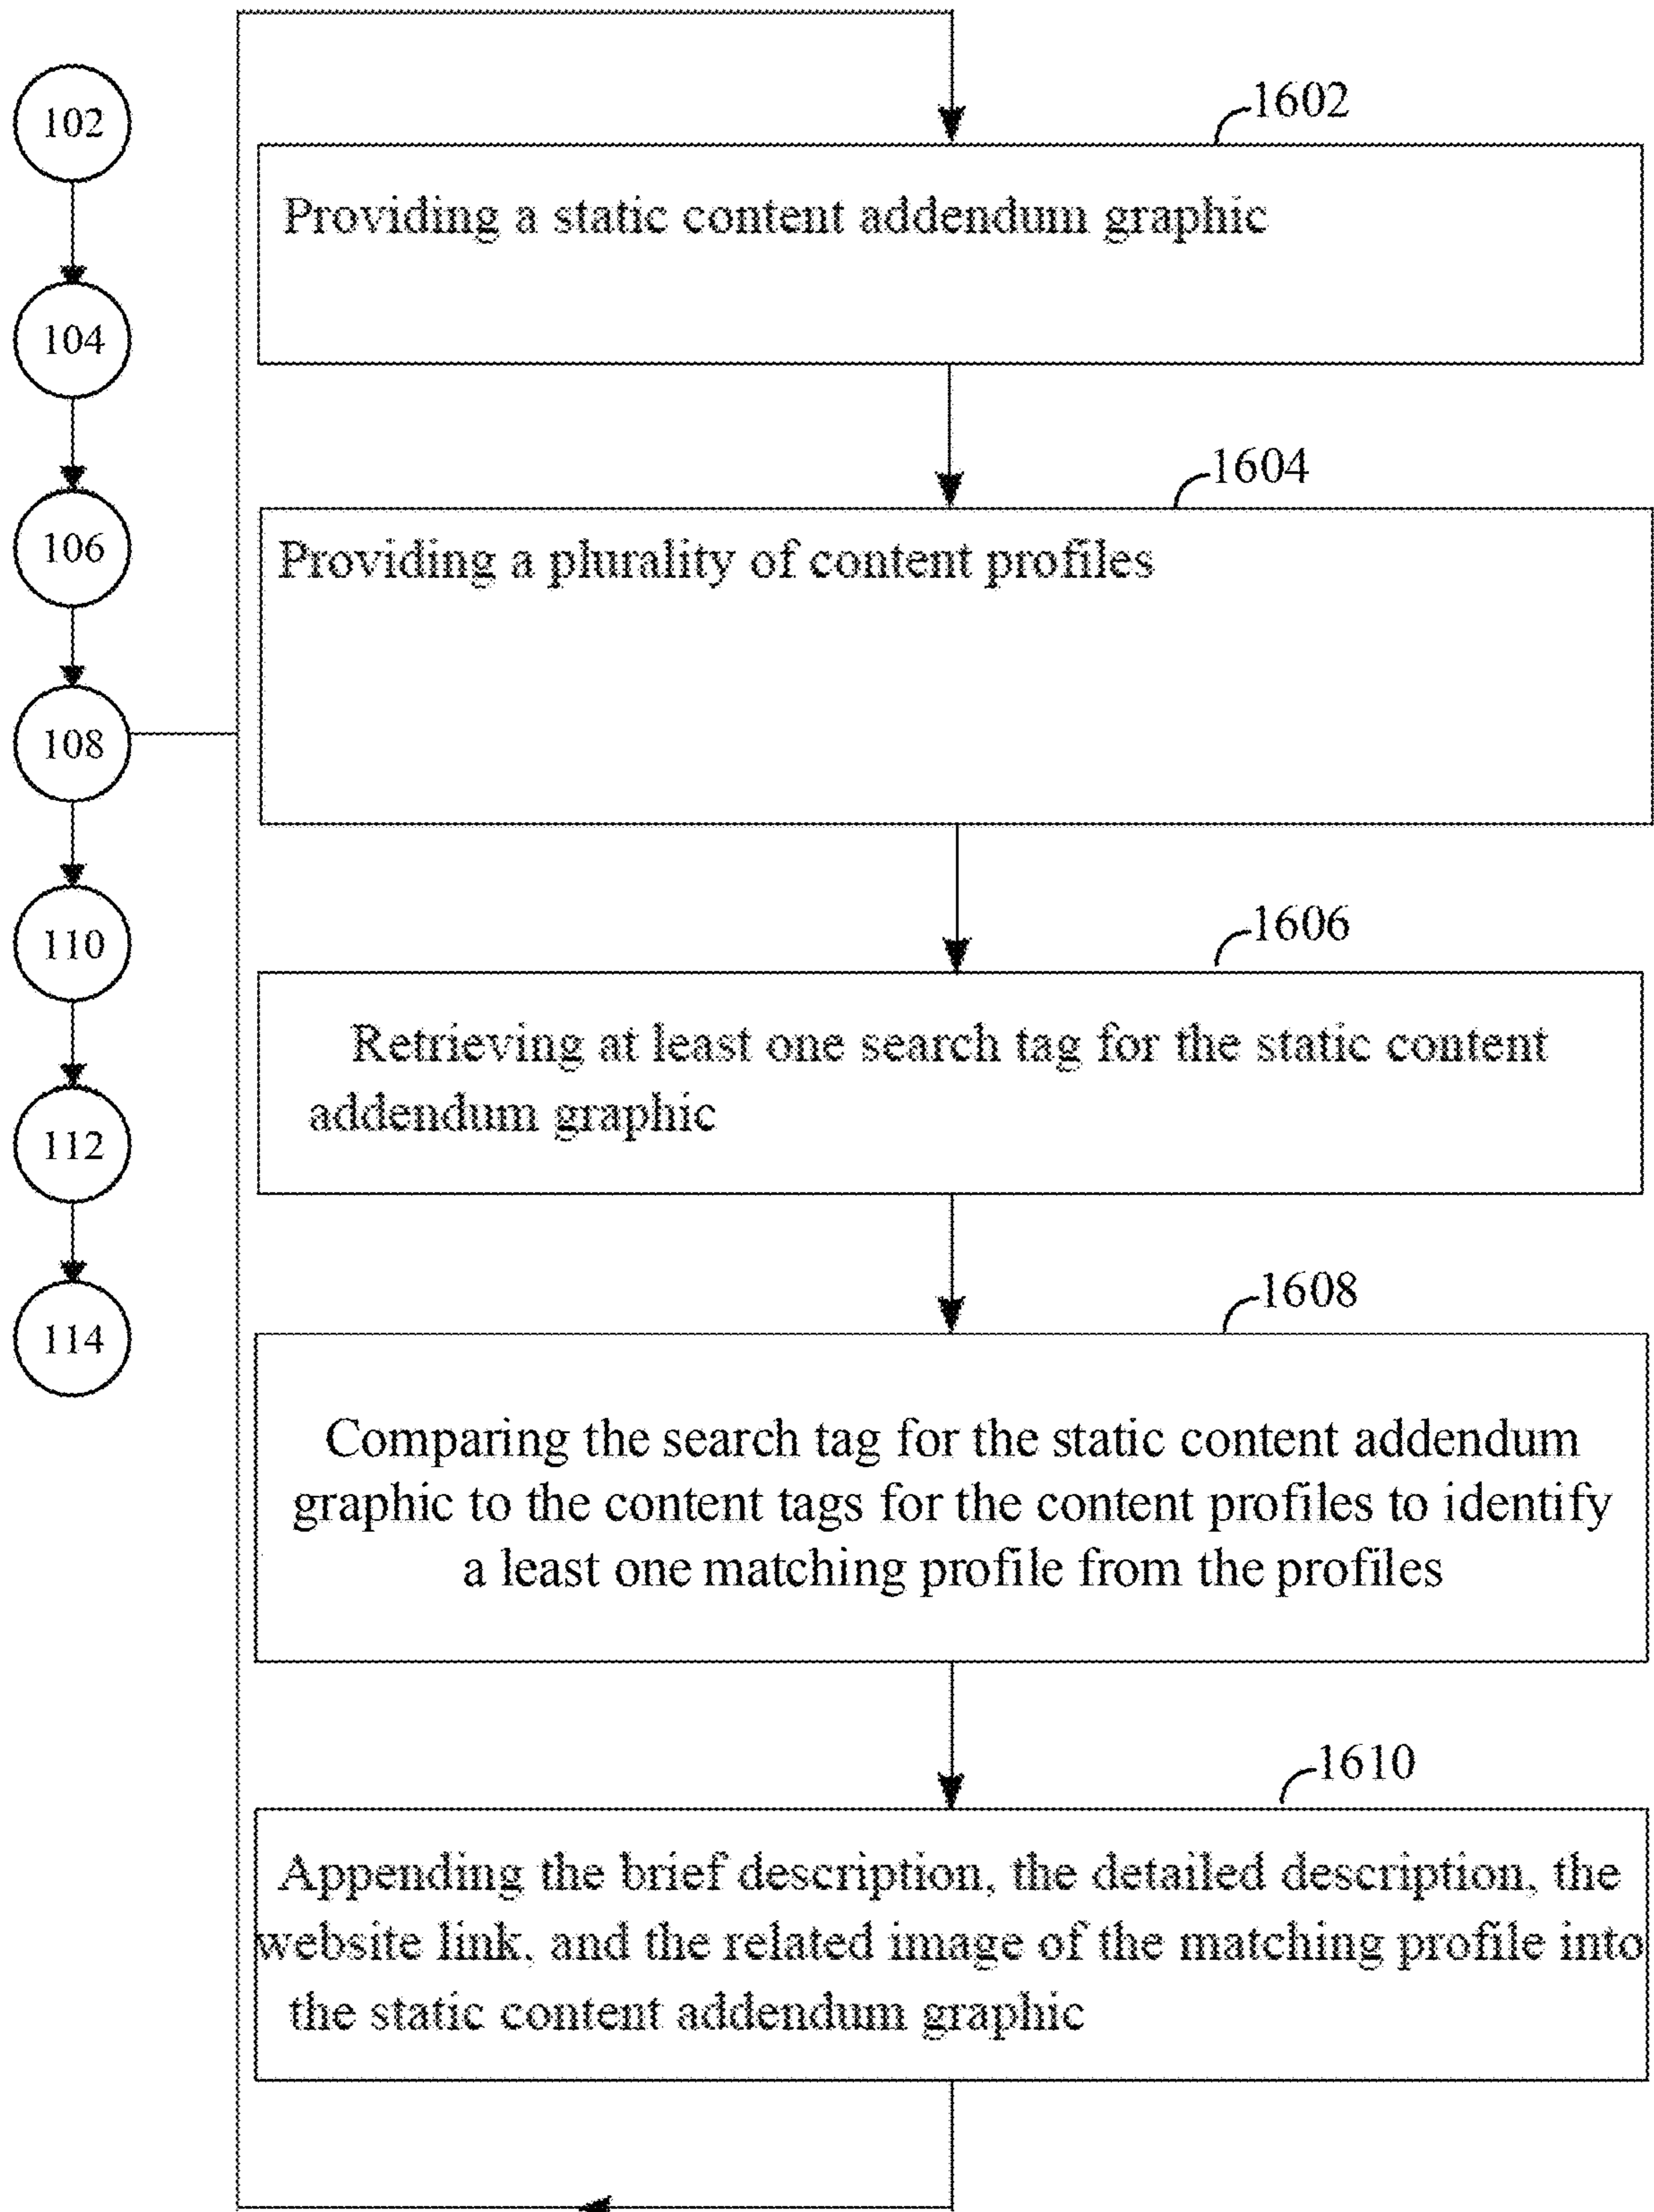 102
104
106
108
110
112
114
1602
Providing a static content addendum graphic
1604
Providing a plurality of content profiles
1606
Retrieving at least one search tag for the static content
addendum graphic
1608
Comparing the search tag for the static content addendum
graphic to the content tags for the content profiles to identify
a least one matching profile from the profiles
1610
Appending the brief description, the detailed description, the
website link, and the related image of the matching profile into
the static content addendum graphic